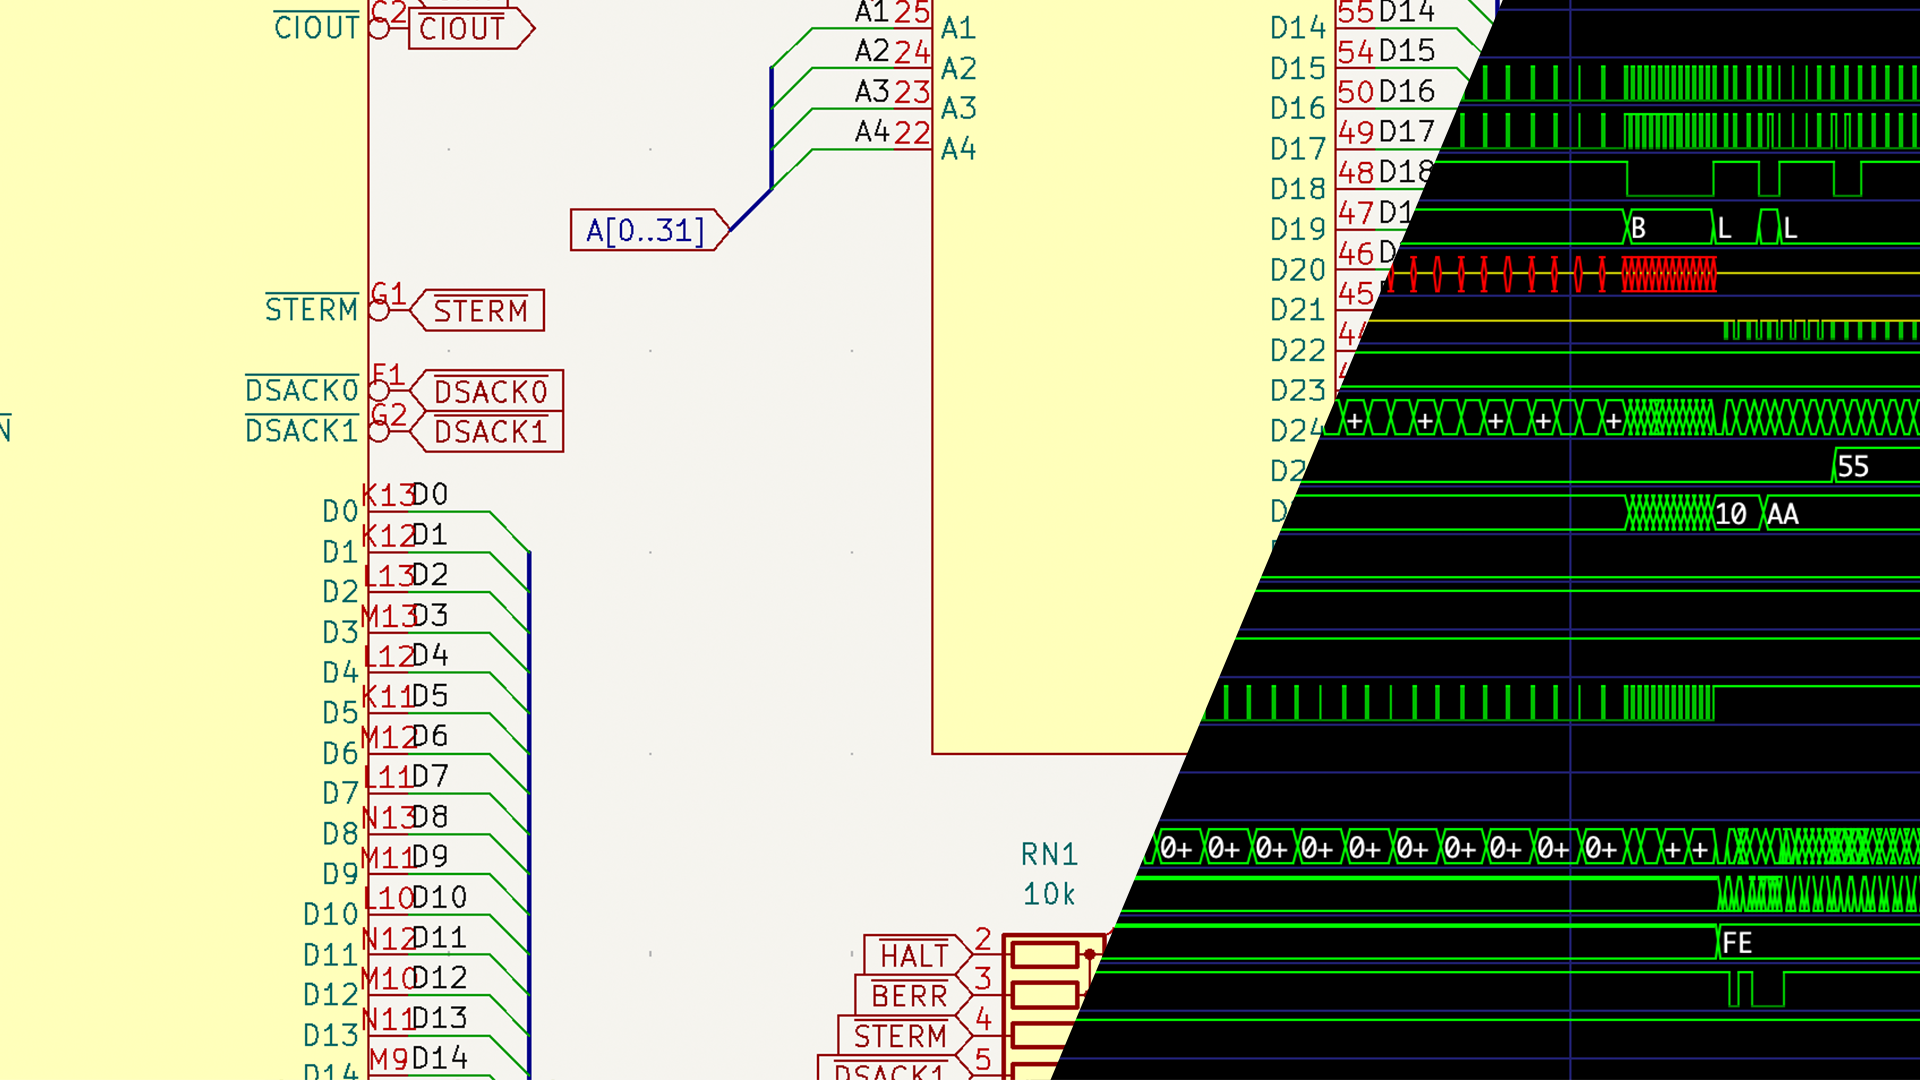 CIOUT
C2
CIOUT
STERM
G1
STERM
DSACK0
F1
DSACK0
DSACK1
G2
DSACK1
N
D0 K13 D0
D1 K12 D1
D2 L13 D2
D3 M13 D3
D4 L12 D4
D5 K11 D5
D6 M12 D6
D7 L11 D7
D8 N13 D8
D9 M11 D9
D10 L10 D10
D11 N12 D11
D12 M10 D12
D13 N11 D13
D14 M9 D14
A1 25 A1
A2 24 A2
A3 23 A3
A4 22 A4
A[0..31]
D14 55 D14
D15 54 D15
D16 50 D16
D17 49 D17
D18 48 D18
D19 47 D1
D20 46 D
D21 45
D22 4
D23
D24
D2
D
RN1
10k
HALT 2
BERR 3
STERM 4
DSACK1 5
B L L
+ + + + +
55
10 AA
0+ 0+ 0+ 0+ 0+ 0+ 0+ 0+ 0+ 0+ + +
FE